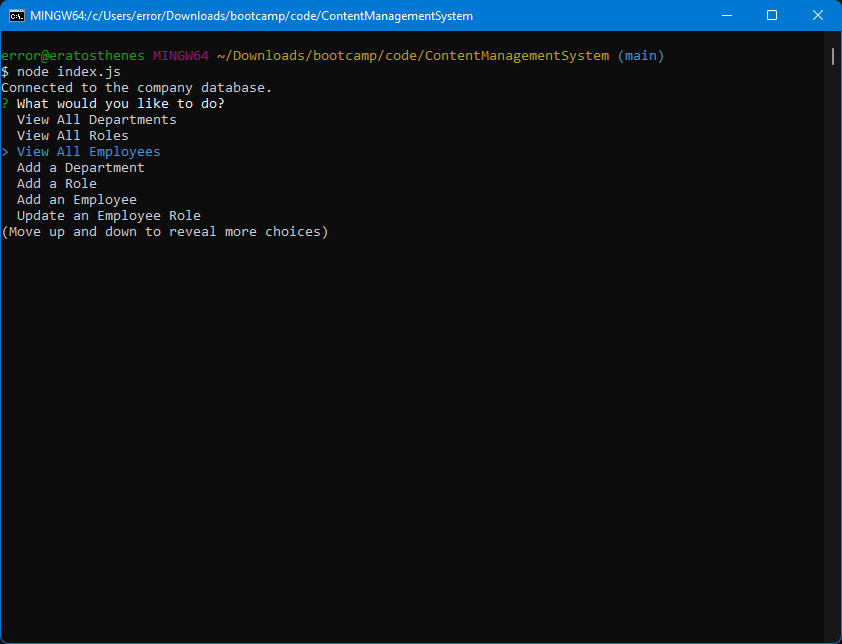 MINGW64:/c/Users/error/Downloads/bootcamp/code/ContentManagementSystem
error@eratosthenes MINGW64 ~/Downloads/bootcamp/code/ContentManagementSystem (main)
$ node index.js
Connected to the company database.
? What would you like to do?
  View All Departments
  View All Roles
> View All Employees
  Add a Department
  Add a Role
  Add an Employee
  Update an Employee Role
(Move up and down to reveal more choices)